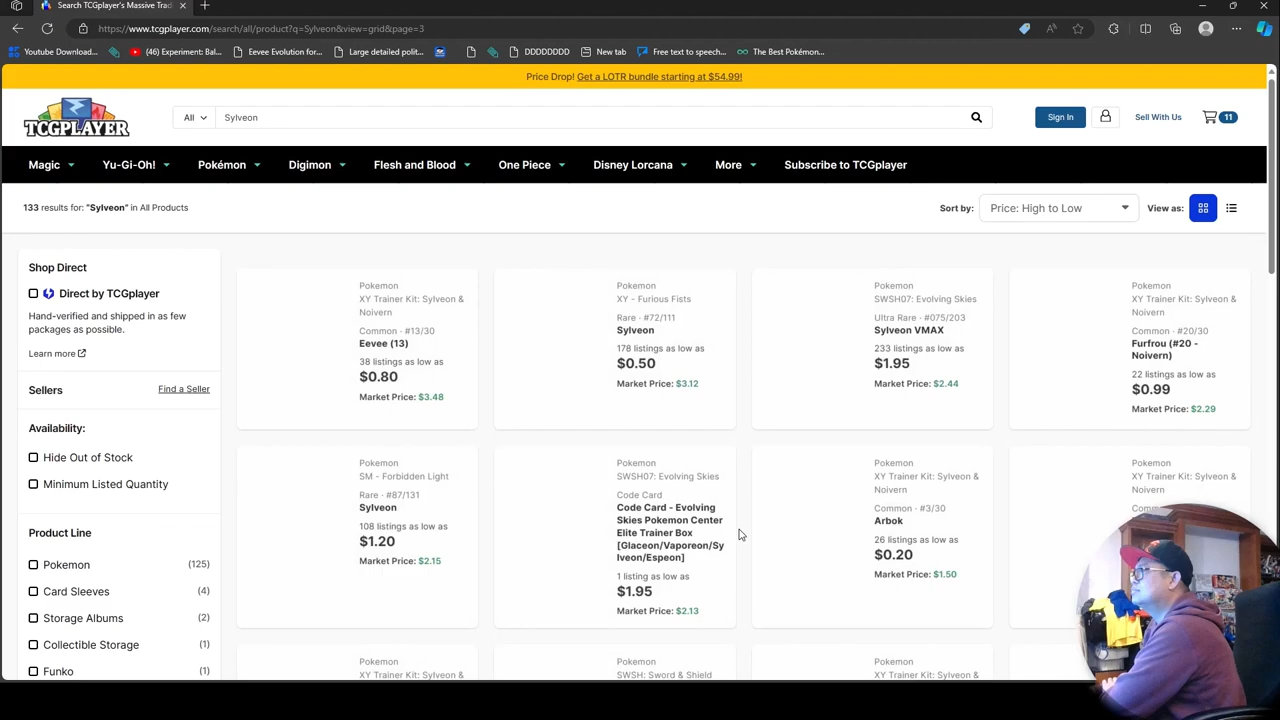 Search TCGplayer's Massive Trad
https://www.tcgplayer.com/search/all/product?q=Sylveon&view=grid&page=3
Youtube Download...
(46) Experiment: Bal...
Eevee Evolution for...
Large detailed polit...
DDDDDDD
New tab
Free text to speech...
The Best Pokémon...
Price Drop! Get a LOTR bundle starting at $54.99!
TCGPLAYER
All
Sylveon
Sign In
Sell With Us
11
Magic
Yu-Gi-Oh!
Pokémon
Digimon
Flesh and Blood
One Piece
Disney Lorcana
More
Subscribe to TCGplayer
133 results for: "Sylveon" in All Products
Sort by:
Price: High to Low
View as:
Shop Direct
Direct by TCGplayer
Hand-verified and shipped in as few
packages as possible.
Learn more
Sellers
Find a Seller
Availability:
Hide Out of Stock
Minimum Listed Quantity
Product Line
Pokemon (125)
Card Sleeves (4)
Storage Albums (2)
Collectible Storage (1)
Funko (1)
Pokemon
XY Trainer Kit: Sylveon &
Noivern
Common · #13/30
Eevee (13)
38 listings as low as
$0.80
Market Price: $3.48
Pokemon
XY - Furious Fists
Rare · #72/111
Sylveon
178 listings as low as
$0.50
Market Price: $3.12
Pokemon
SWSH07: Evolving Skies
Ultra Rare · #075/203
Sylveon VMAX
233 listings as low as
$1.95
Market Price: $2.44
Pokemon
XY Trainer Kit: Sylveon &
Noivern
Common · #20/30
Furfrou (#20 -
Noivern)
22 listings as low as
$0.99
Market Price: $2.29
Pokemon
SM - Forbidden Light
Rare · #87/131
Sylveon
108 listings as low as
$1.20
Market Price: $2.15
Pokemon
SWSH07: Evolving Skies
Code Card
Code Card - Evolving
Skies Pokemon Center
Elite Trainer Box
[Glaceon/Vaporeon/Sy
lveon/Espeon]
1 listing as low as
$1.95
Market Price: $2.13
Pokemon
XY Trainer Kit: Sylveon &
Noivern
Common · #3/30
Arbok
26 listings as low as
$0.20
Market Price: $1.50
Pokemon
XY Trainer Kit: Sylveon &
Noivern
Pokemon
XY Trainer Kit: Sylveon &
Pokemon
SWSH: Sword & Shield
Pokemon
XY Trainer Kit: Sylveon &